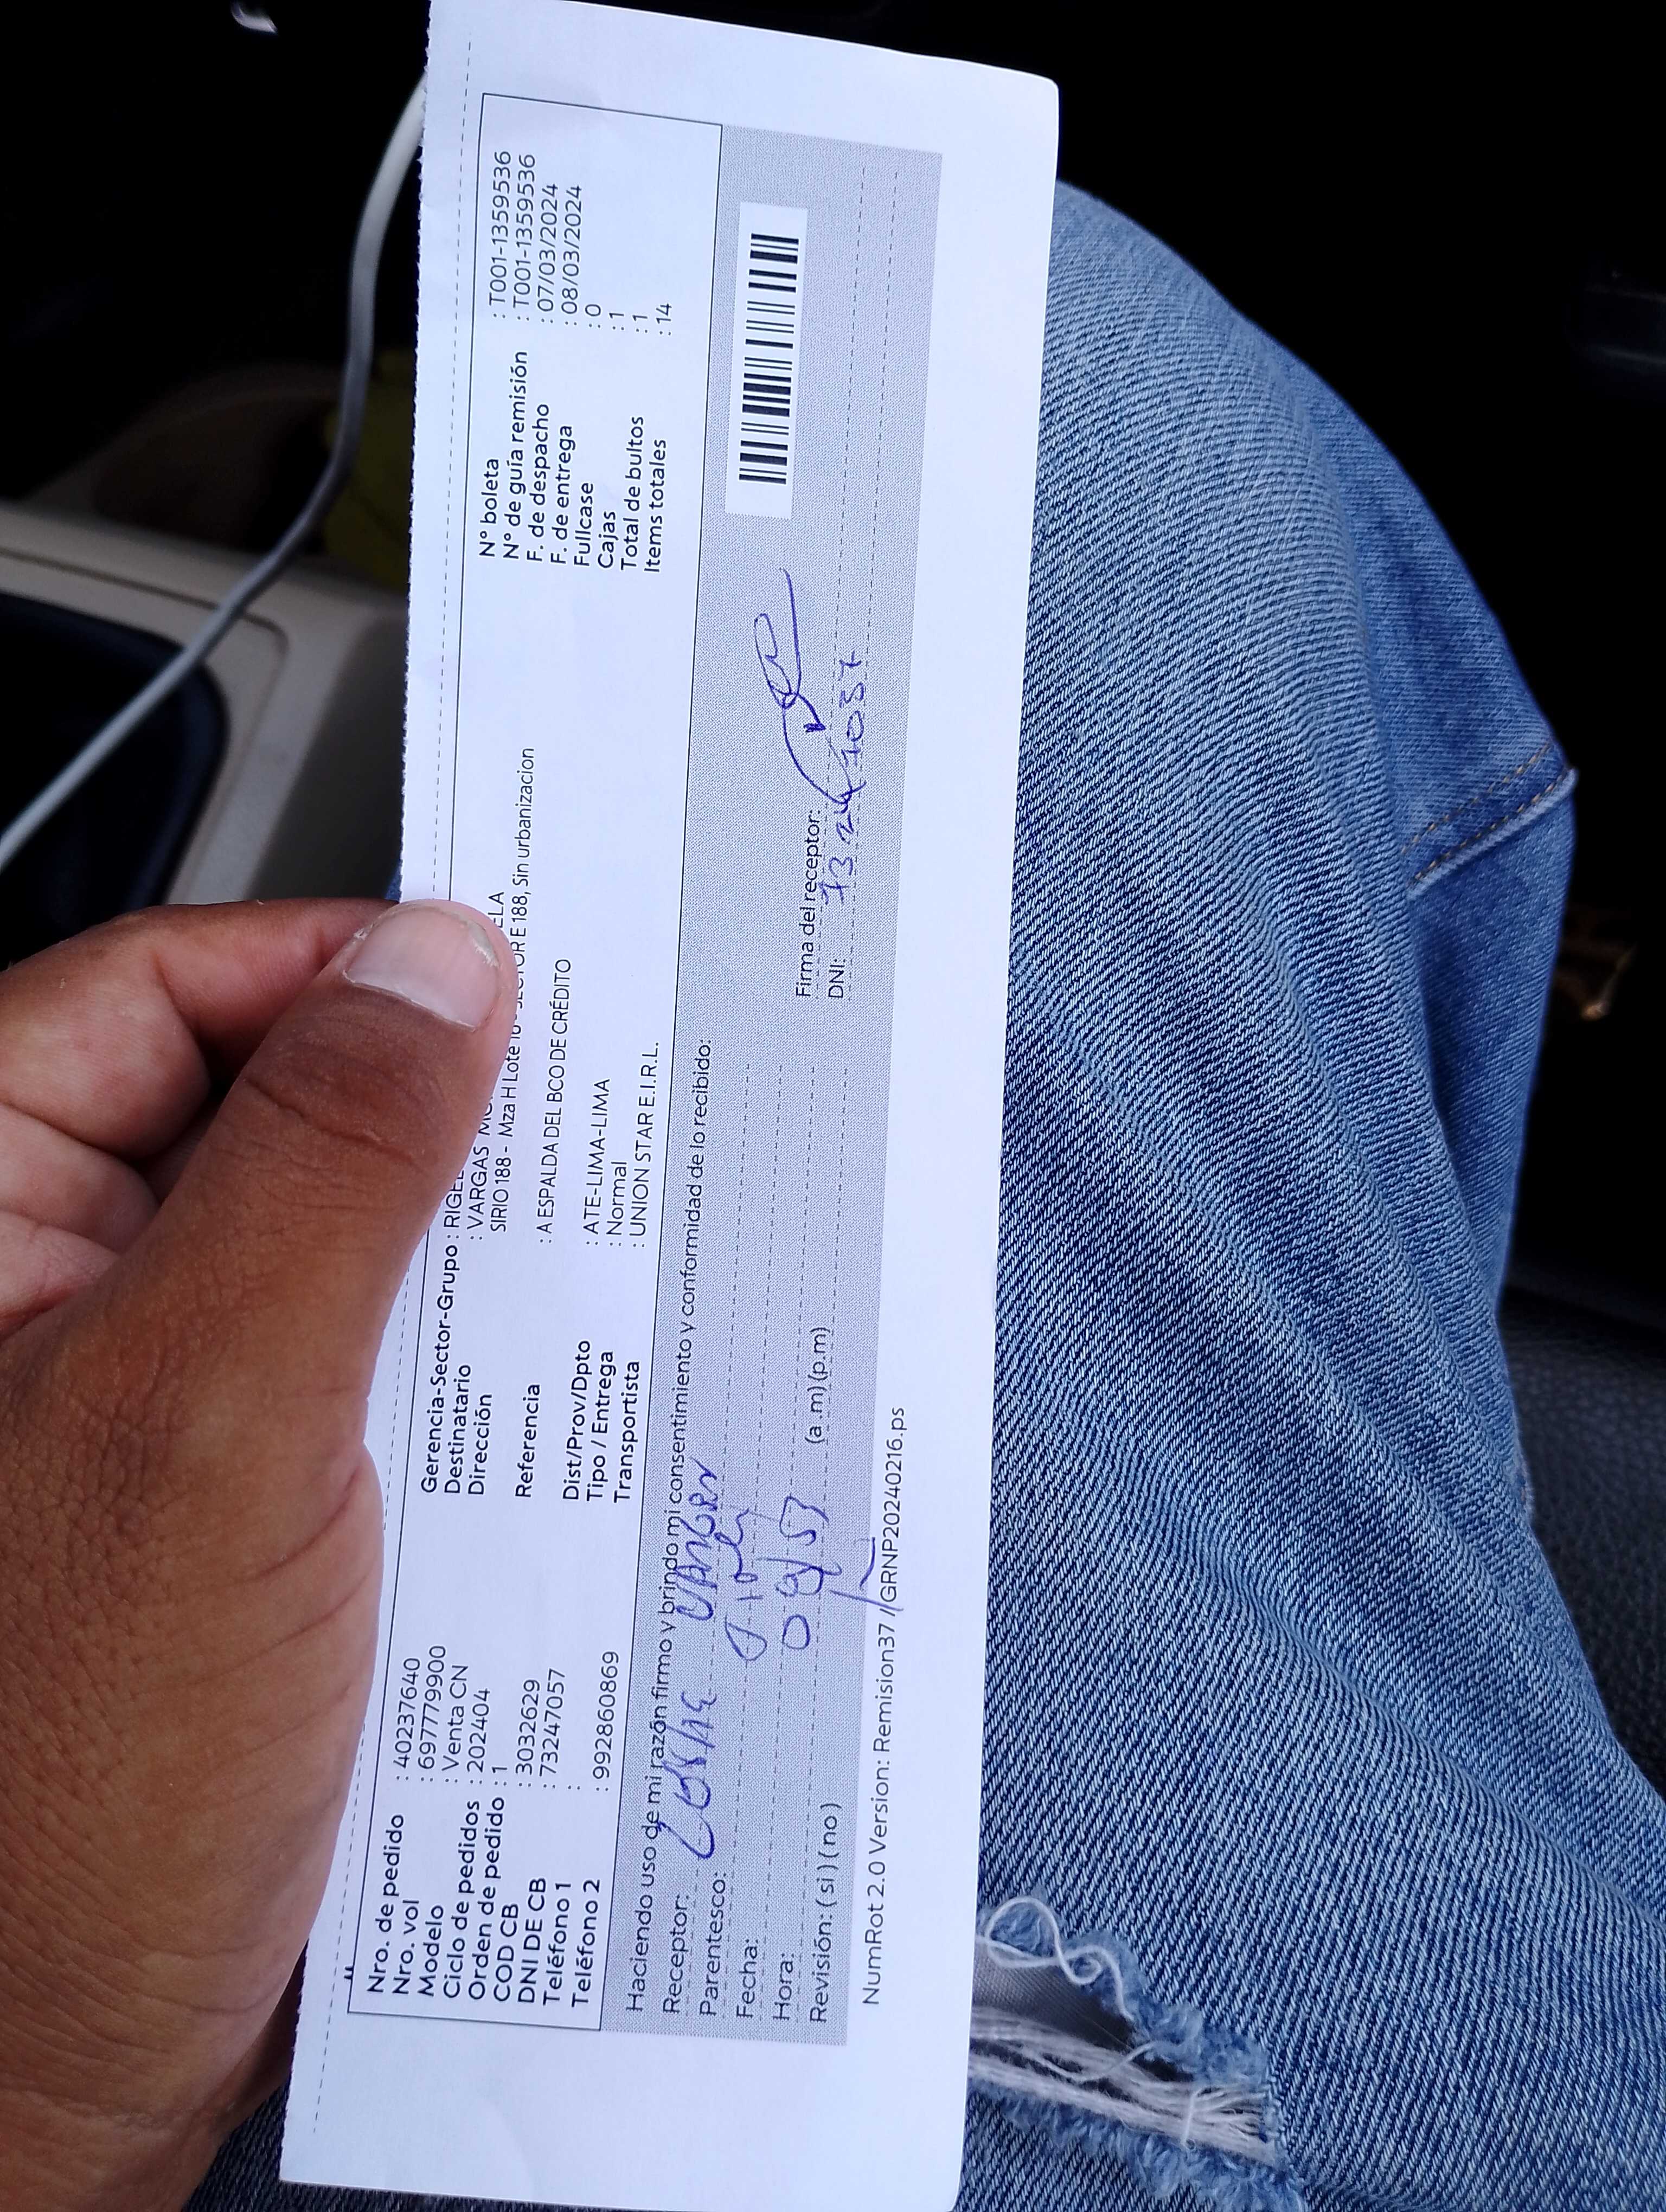 Nro. de pedido : 40237640
Nro. vol : 6977779900
Modelo : Venta CN
Ciclo de pedidos : 202404
Orden de pedido : 1
COD CB : 3032629
DNI DE CB : 73247057
Teléfono 1 :
Teléfono 2 : 992860869
Gerencia-Sector-Grupo :
Destinatario : VARGAS
Dirección SIRIO188 - Mza H Lote E 188, Sin urbanizacion
Referencia : A ESPALDA DEL BCO DE CRÉDITO
Dist/Prov/Dpto : ATE-LIMA-LIMA
Tipo / Entrega : Normal
Transportista : UNION STAR E.I.R.L.
N° boleta : T001-1359536
N° de guía remisión : T001-1359536
F. de despacho : 07/03/2024
F. de entrega : 08/03/2024
Fullcase : 0
Cajas : 1
Total de bultos : 1
Items totales : 14
Haciendo uso de mi razón firmo y brindo mi consentimiento y conformidad de lo recibido:
Receptor:
Parentesco:
Fecha:
Hora: (a.m) (p.m)
Revisión: ( si ) ( no )
Firma del receptor:
DNI:
NumRot 2.0 Version: Remision37 //GRNP20240216.ps